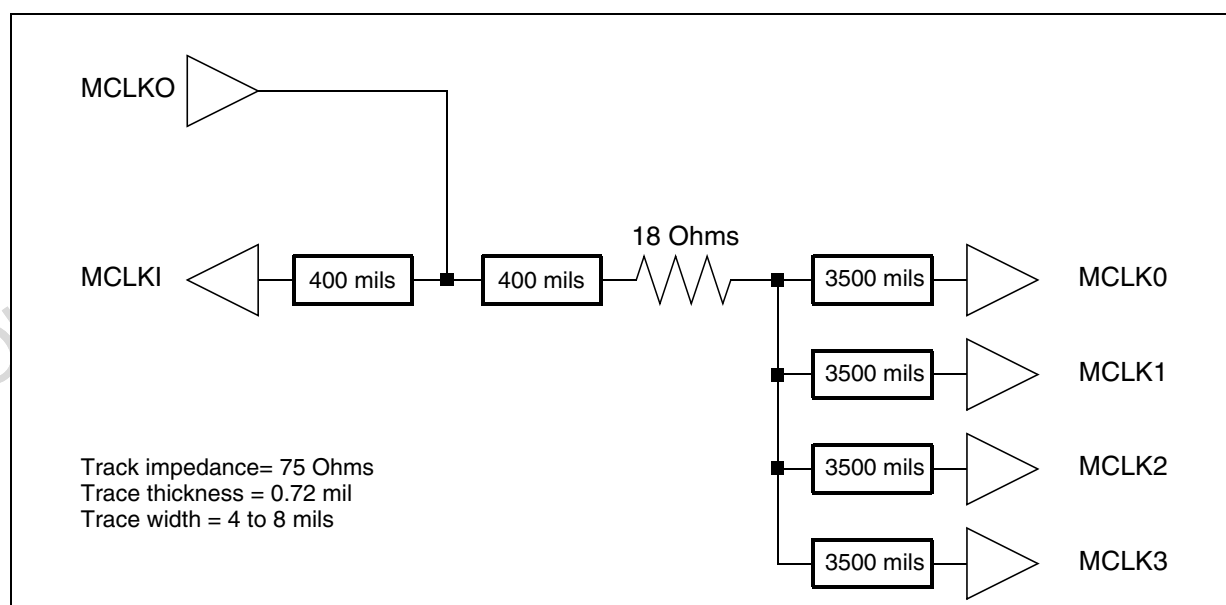 MCLKO
18 Ohms
MCLKI
400 mils
400 mils
3500 mils
MCLK0
3500 mils
MCLK1
3500 mils
MCLK2
3500 mils
MCLK3
Track impedance= 75 Ohms
Trace thickness = 0.72 mil
Trace width = 4 to 8 mils